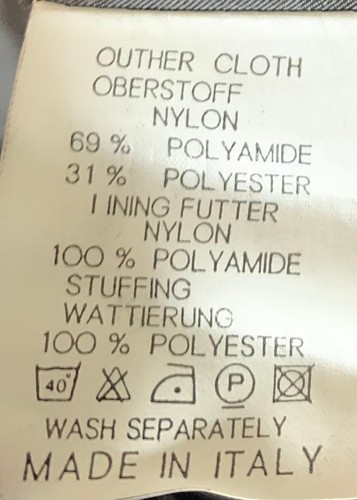 OUTHER CLOTH
OBERSTOFF
NYLON
69 % POLYAMIDE
31 % POLYESTER
LINING FUTTER
NYLON
100 % POLYAMIDE
STUFFING
WATTIERUNG
100 % POLYESTER
40° P
WASH SEPARATELY
MADE IN ITALY